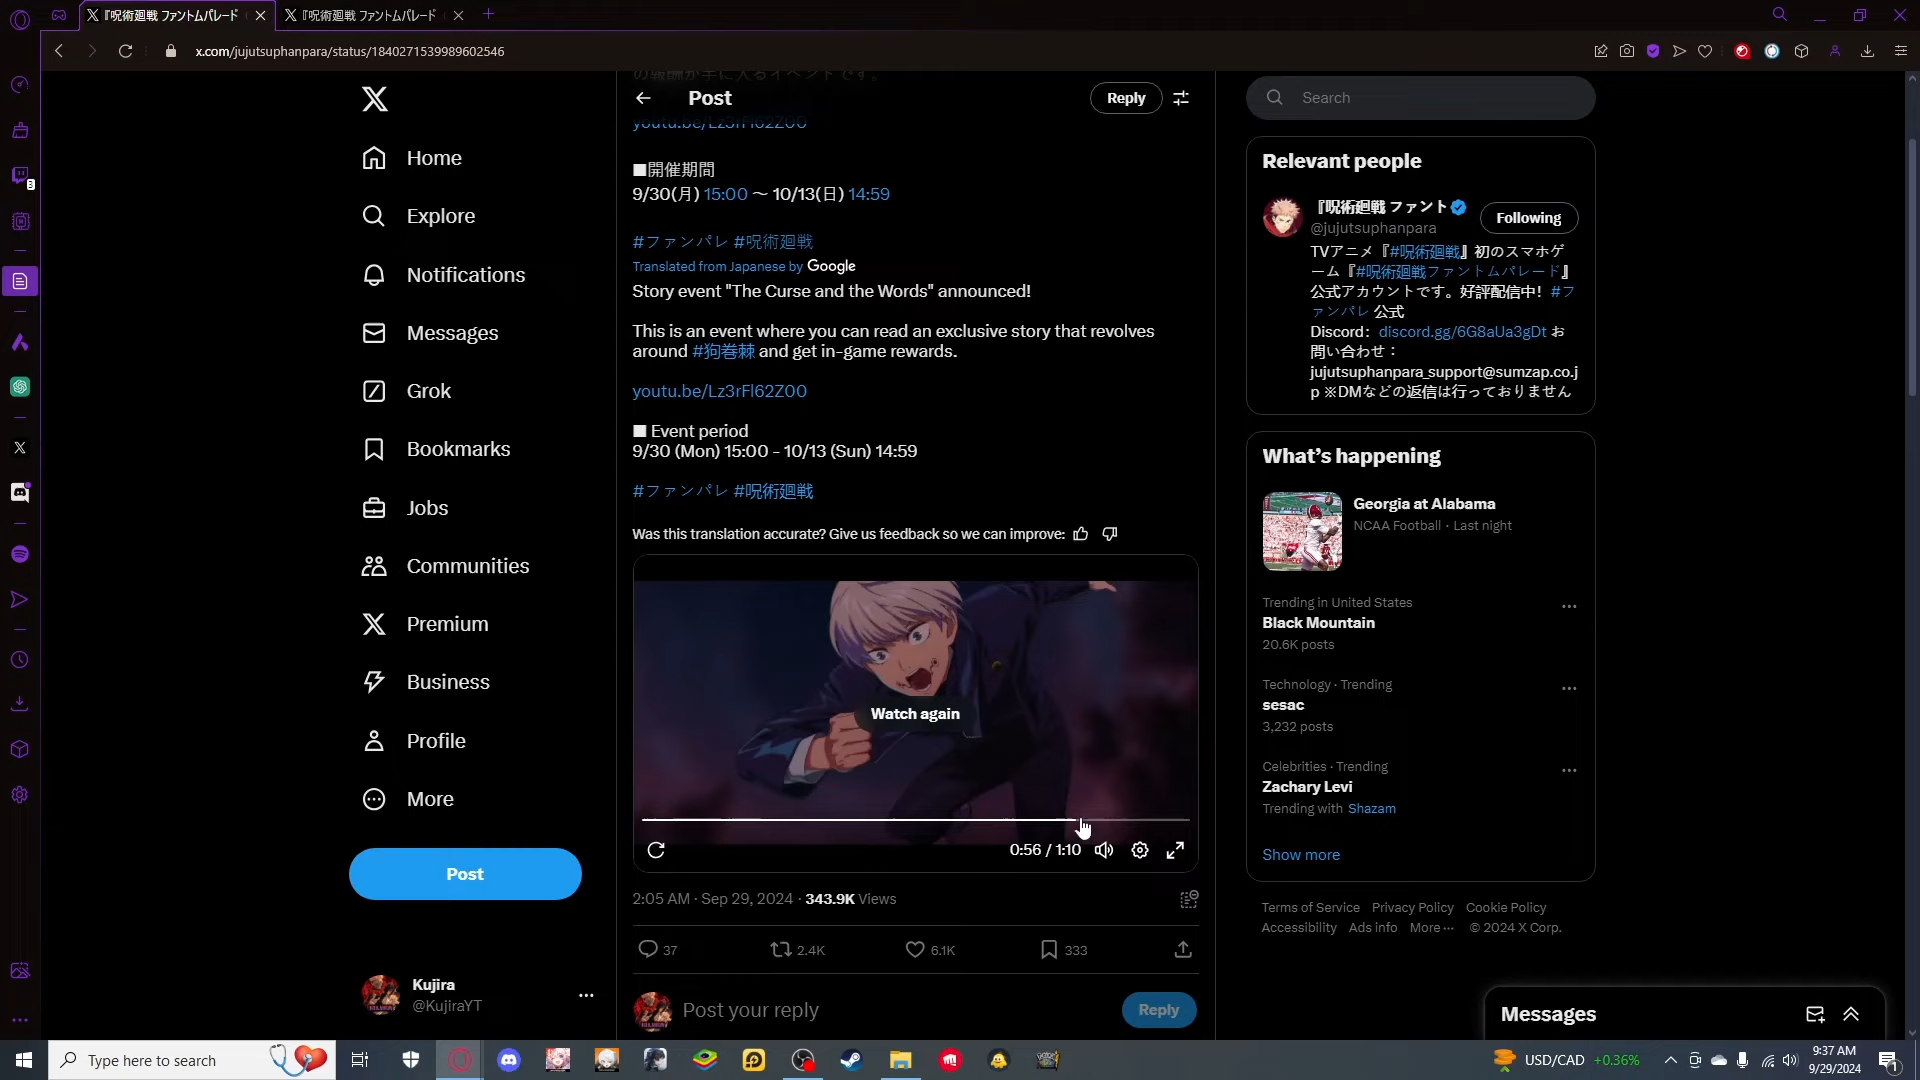 『呪術廻戦 ファントムパレード
『呪術廻戦 ファントムパレード
x.com/jujutsuphanpara/status/1840271539989602546
3
Home
Explore
Notifications
Messages
Grok
Bookmarks
Jobs
Communities
Premium
Business
Profile
More
Post
Kujira
@KujiraYT
の報酬が手に入るイベントです。
Post
Reply
youtu.be/Lz3rFl62Z00
■開催期間
9/30(月) 15:00 〜 10/13(日) 14:59
#ファンパレ #呪術廻戦
Translated from Japanese by Google
Story event "The Curse and the Words" announced!
This is an event where you can read an exclusive story that revolves
around #狗巻棘 and get in-game rewards.
youtu.be/Lz3rFl62Z00
■ Event period
9/30 (Mon) 15:00 - 10/13 (Sun) 14:59
#ファンパレ #呪術廻戦
Was this translation accurate? Give us feedback so we can improve:
Watch again
0:56 / 1:10
2:05 AM · Sep 29, 2024 · 343.9K Views
37
2.4K
6.1K
333
Post your reply
Reply
Search
Relevant people
『呪術廻戦 ファント
@jujutsuphanpara
Following
TVアニメ『#呪術廻戦』初のスマホゲ
ーム『#呪術廻戦ファントムパレード』
公式アカウントです。好評配信中！ #フ
ァンパレ 公式
Discord： discord.gg/6G8aUa3gDt お
問い合わせ：
jujutsuphanpara_support@sumzap.co.j
p ※DMなどの返信は行っておりません
What's happening
Georgia at Alabama
NCAA Football · Last night
Trending in United States
Black Mountain
20.6K posts
Technology · Trending
sesac
3,232 posts
Celebrities · Trending
Zachary Levi
Trending with Shazam
Show more
Terms of Service Privacy Policy Cookie Policy
Accessibility Ads info More ··· © 2024 X Corp.
Messages
Type here to search
USD/CAD +0.36%
9:37 AM
9/29/2024
1